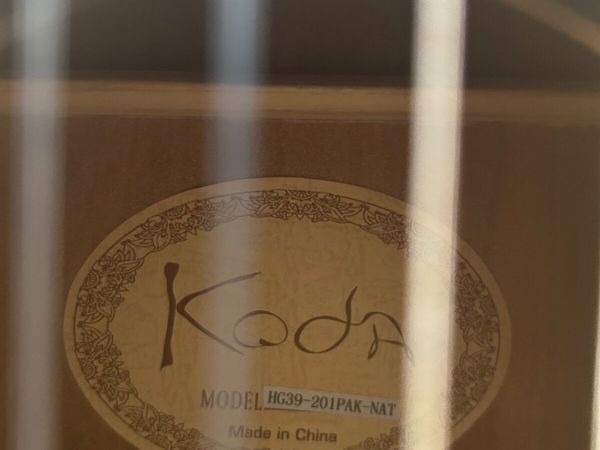 Koda
MODEL HG39-201PAK-NAT
Made in China